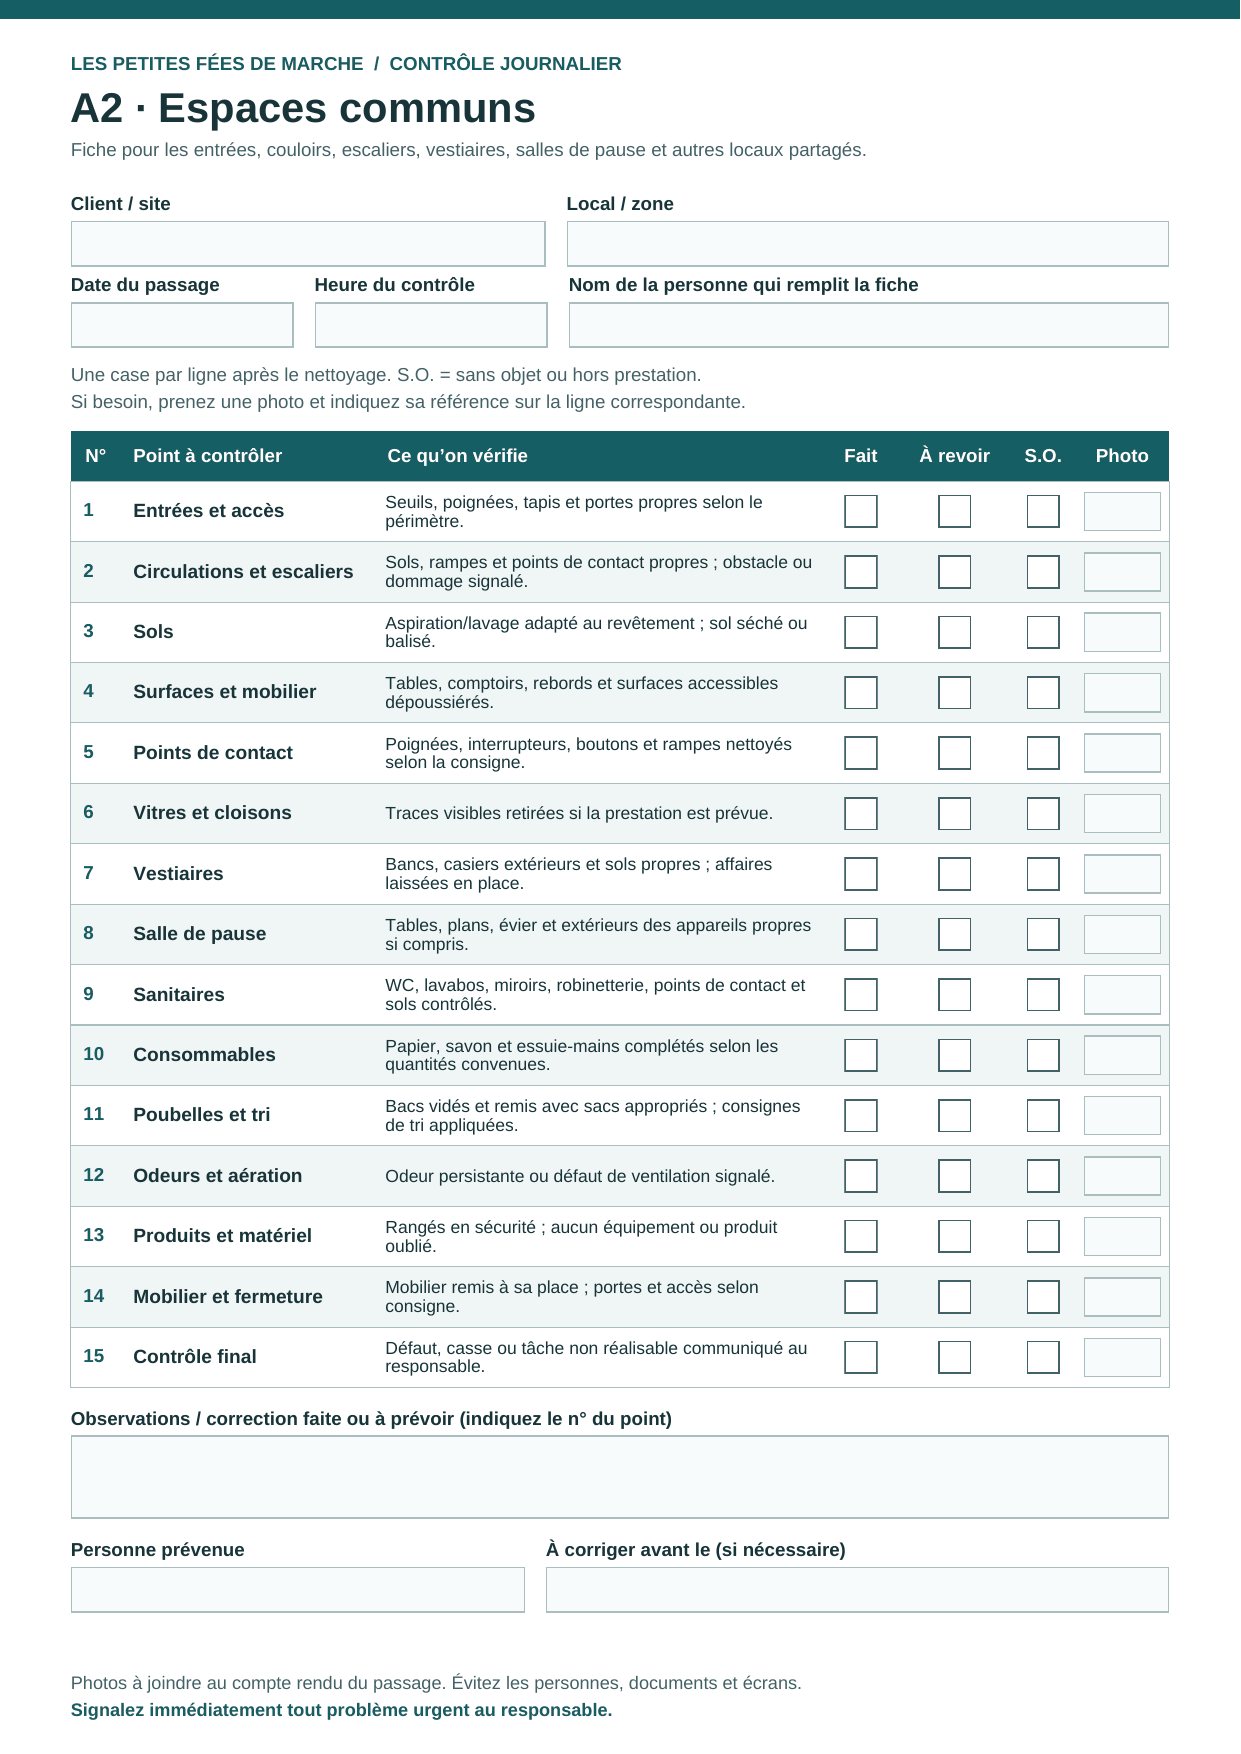 LES PETITES FÉES DE MARCHE / CONTRÔLE JOURNALIER
A2 · Espaces communs
Fiche pour les entrées, couloirs, escaliers, vestiaires, salles de pause et autres locaux partagés.
Client / site Local / zone
Date du passage Heure du contrôle Nom de la personne qui remplit la fiche
Une case par ligne après le nettoyage. S.O. = sans objet ou hors prestation.
Si besoin, prenez une photo et indiquez sa référence sur la ligne correspondante.
N° Point à contrôler Ce qu’on vérifie Fait À revoir S.O. Photo
1 Entrées et accès Seuils, poignées, tapis et portes propres selon le
périmètre.
2 Circulations et escaliers Sols, rampes et points de contact propres ; obstacle ou
dommage signalé.
3 Sols Aspiration/lavage adapté au revêtement ; sol séché ou
balisé.
4 Surfaces et mobilier Tables, comptoirs, rebords et surfaces accessibles
dépoussiérés.
5 Points de contact Poignées, interrupteurs, boutons et rampes nettoyés
selon la consigne.
6 Vitres et cloisons Traces visibles retirées si la prestation est prévue.
7 Vestiaires Bancs, casiers extérieurs et sols propres ; affaires
laissées en place.
8 Salle de pause Tables, plans, évier et extérieurs des appareils propres
si compris.
9 Sanitaires WC, lavabos, miroirs, robinetterie, points de contact et
sols contrôlés.
10 Consommables Papier, savon et essuie-mains complétés selon les
quantités convenues.
11 Poubelles et tri Bacs vidés et remis avec sacs appropriés ; consignes
de tri appliquées.
12 Odeurs et aération Odeur persistante ou défaut de ventilation signalé.
13 Produits et matériel Rangés en sécurité ; aucun équipement ou produit
oublié.
14 Mobilier et fermeture Mobilier remis à sa place ; portes et accès selon
consigne.
15 Contrôle final Défaut, casse ou tâche non réalisable communiqué au
responsable.
Observations / correction faite ou à prévoir (indiquez le n° du point)
Personne prévenue À corriger avant le (si nécessaire)
Photos à joindre au compte rendu du passage. Évitez les personnes, documents et écrans.
Signalez immédiatement tout problème urgent au responsable.